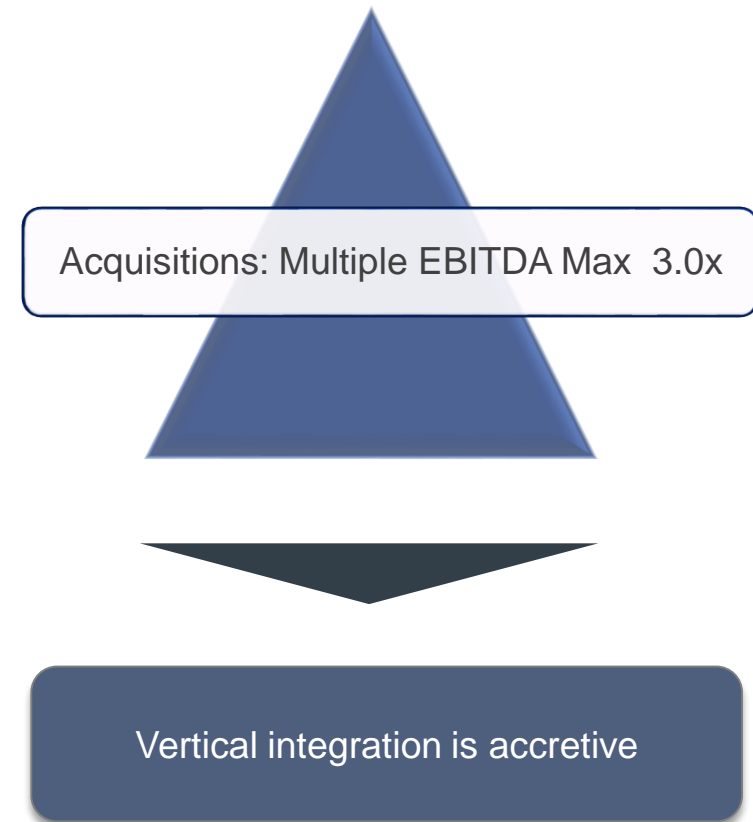 Acquisitions: Multiple EBITDA Max 3.0x
Vertical integration is accretive